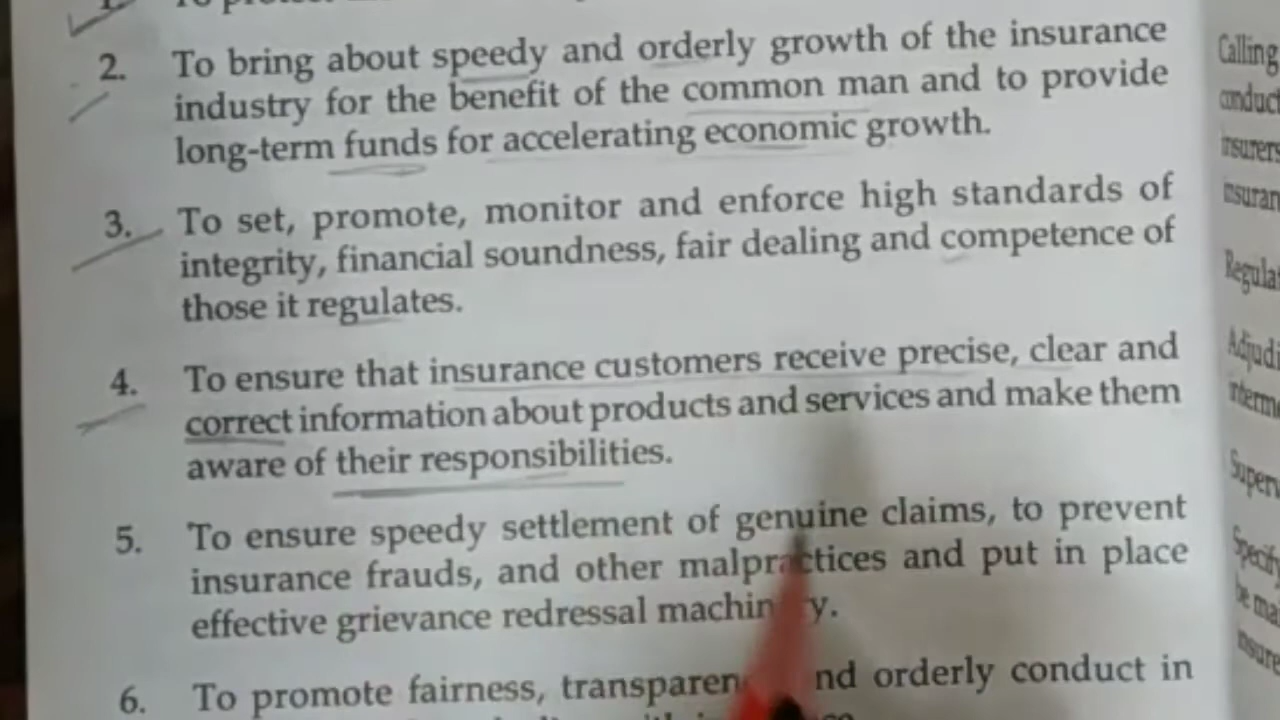 2. To bring about speedy and orderly growth of the insurance
industry for the benefit of the common man and to provide
long-term funds for accelerating economic growth.
3. To set, promote, monitor and enforce high standards of
integrity, financial soundness, fair dealing and competence of
those it regulates.
4. To ensure that insurance customers receive precise, clear and
correct information about products and services and make them
aware of their responsibilities.
5. To ensure speedy settlement of genuine claims, to prevent
insurance frauds, and other malpractices and put in place
effective grievance redressal
6. To promote fairness, orderly conduct in
Calling